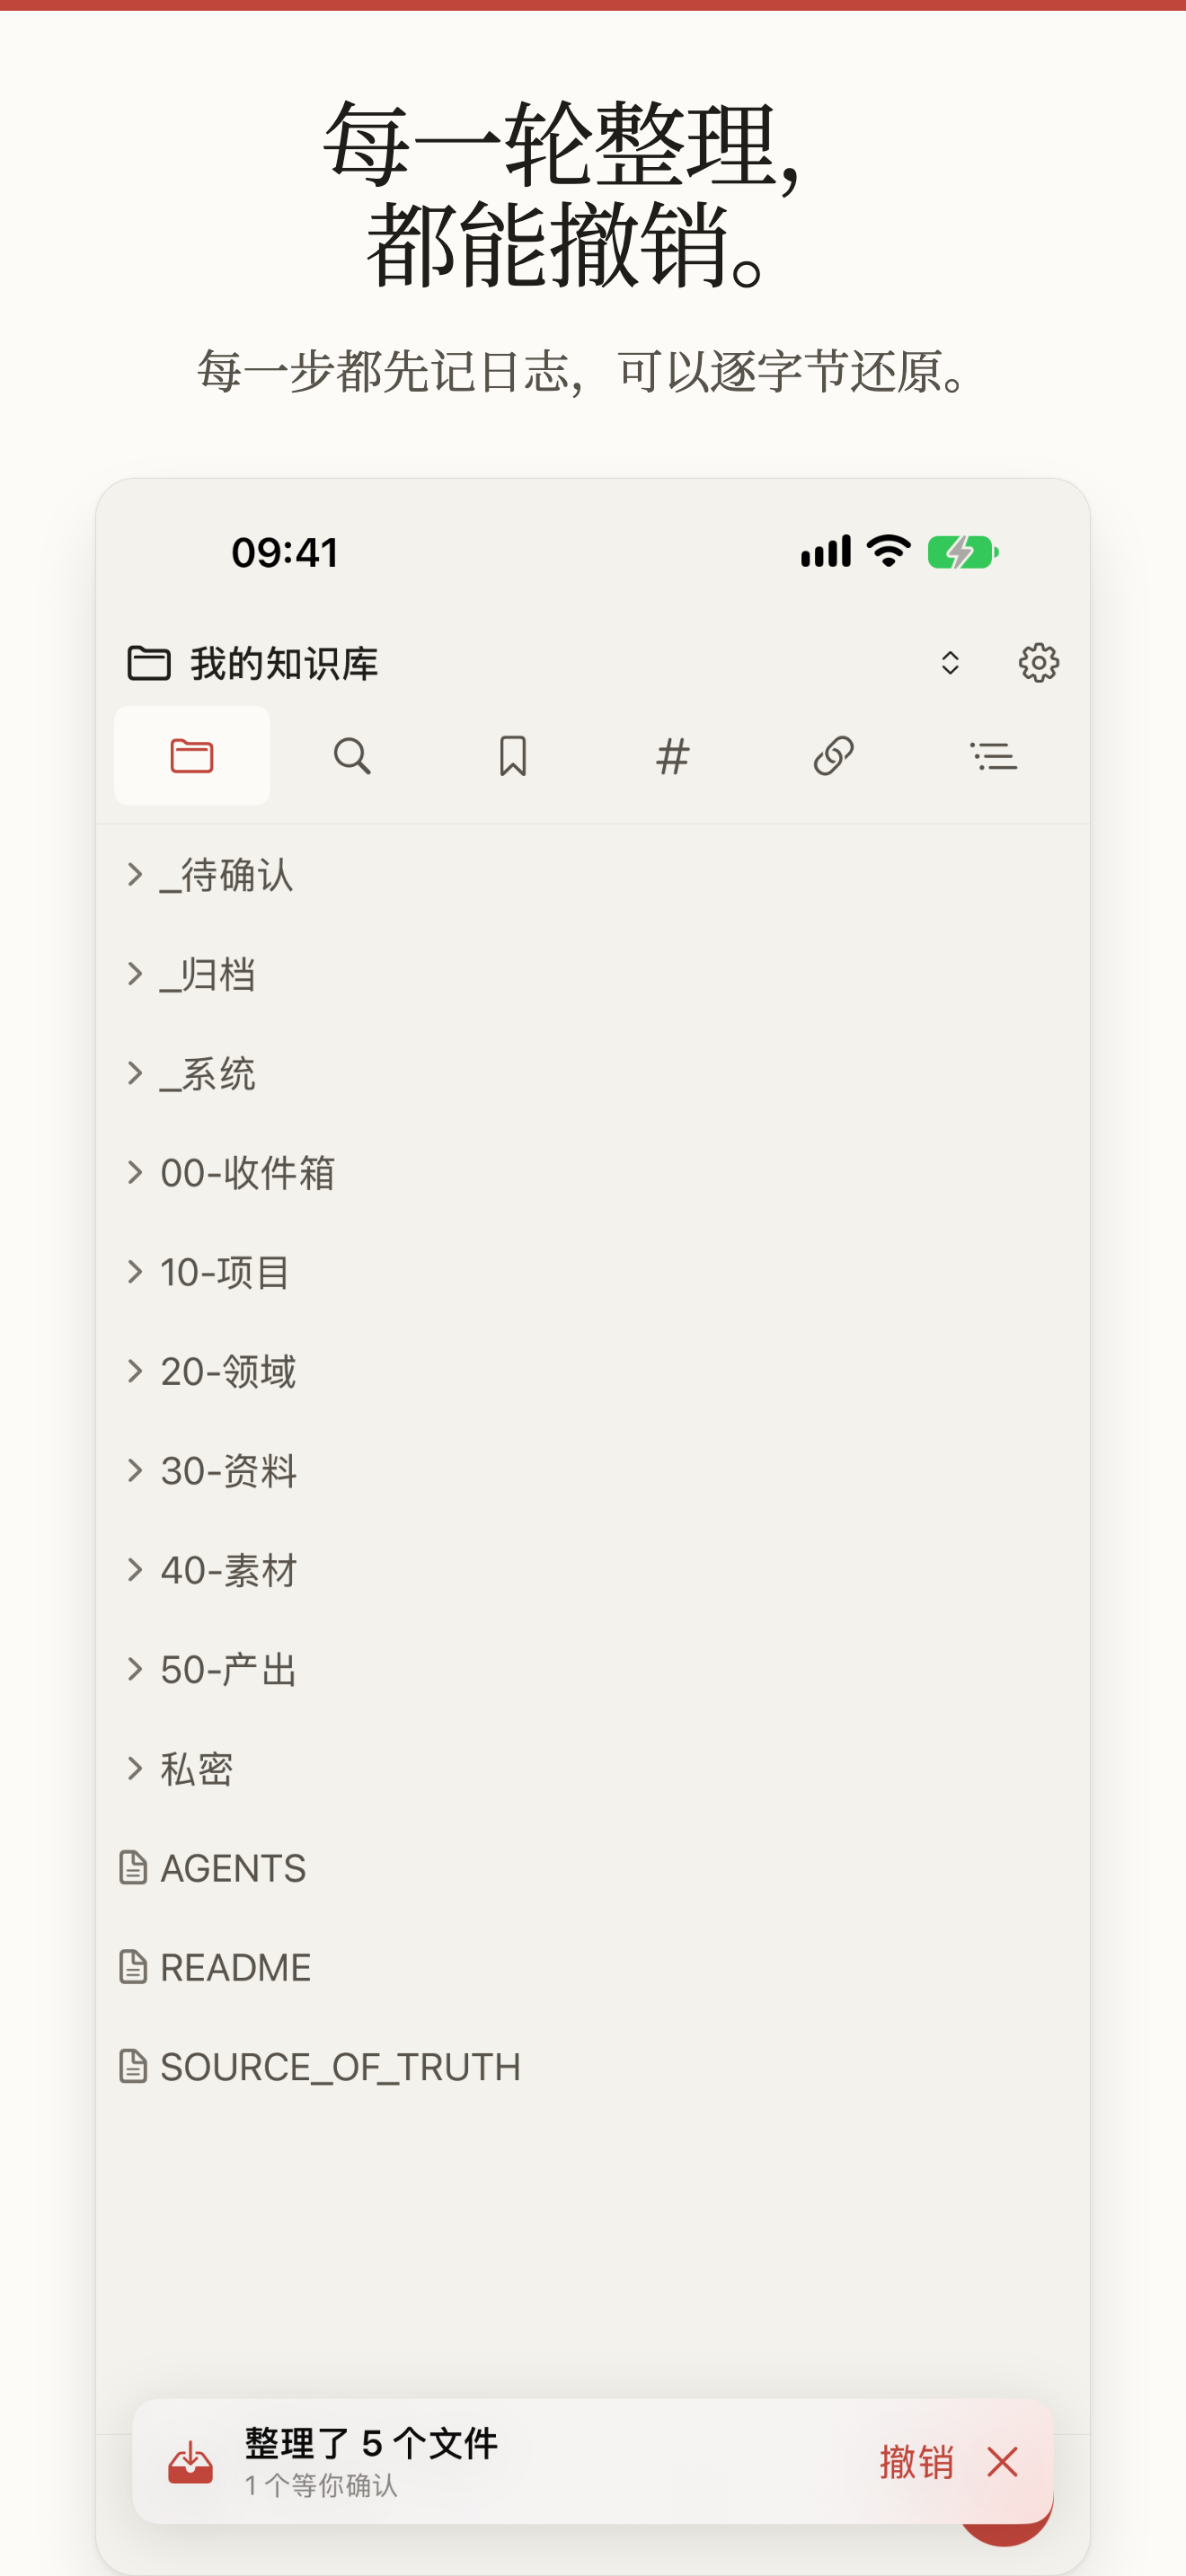 每一轮整理，
都能撤销。
每一步都先记日志，可以逐字节还原。
09:41
我的知识库
_待确认
_归档
_系统
00-收件箱
10-项目
20-领域
30-资料
40-素材
50-产出
私密
AGENTS
README
SOURCE_OF_TRUTH
整理了 5 个文件
1 个等你确认
撤销